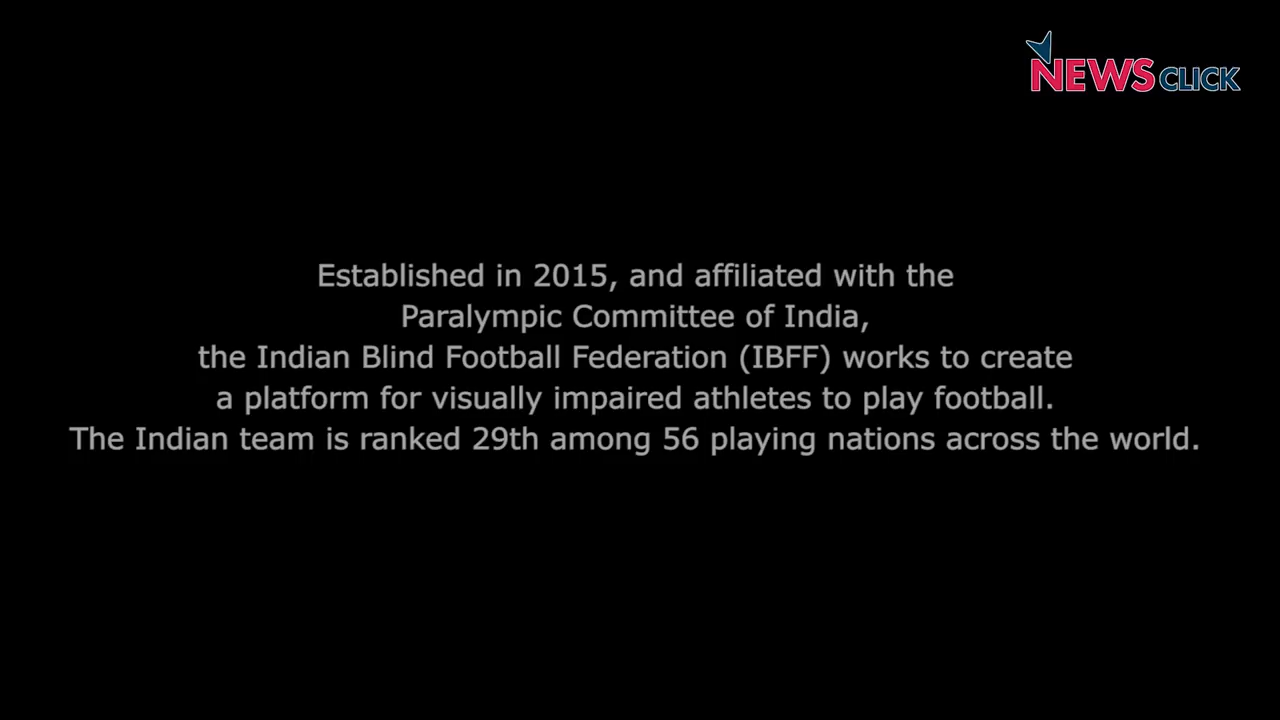 NEWSCLICK
Established in 2015, and affiliated with the
Paralympic Committee of India,
the Indian Blind Football Federation (IBFF) works to create
a platform for visually impaired athletes to play football.
The Indian team is ranked 29th among 56 playing nations across the world.